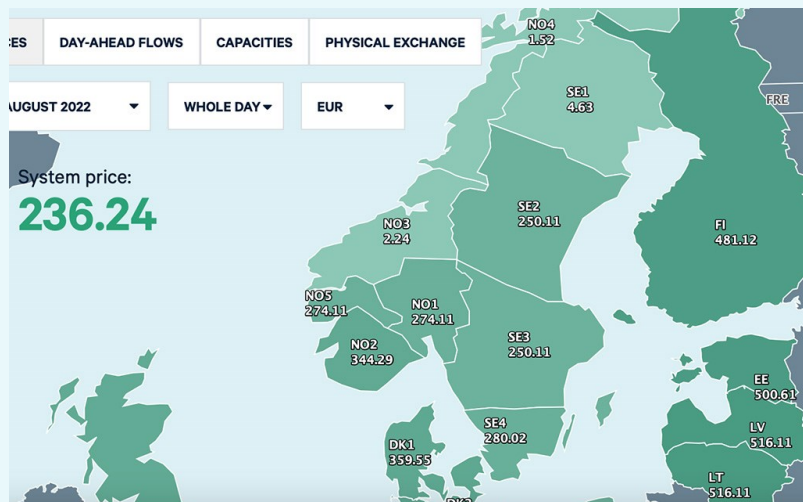 CES DAY-AHEAD FLOWS CAPACITIES PHYSICAL EXCHANGE
AUGUST 2022 WHOLE DAY EUR
System price:
236.24
NO4
1.52
SE1
4.63
FRE
SE2
250.11
NO3
2.24
FI
481.12
NO5
274.11
NO1
274.11
NO2
344.29
SE3
250.11
EE
500.61
SE4
280.02
LV
516.11
DK1
359.55
LT
516.11
DK2